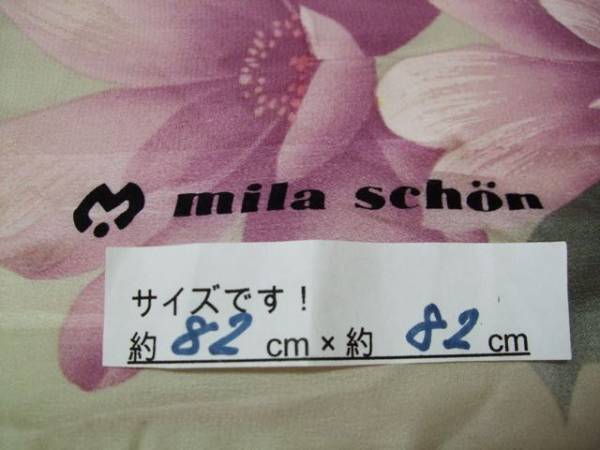 mila schön
サイズです！
約 82 cm × 約 82 cm